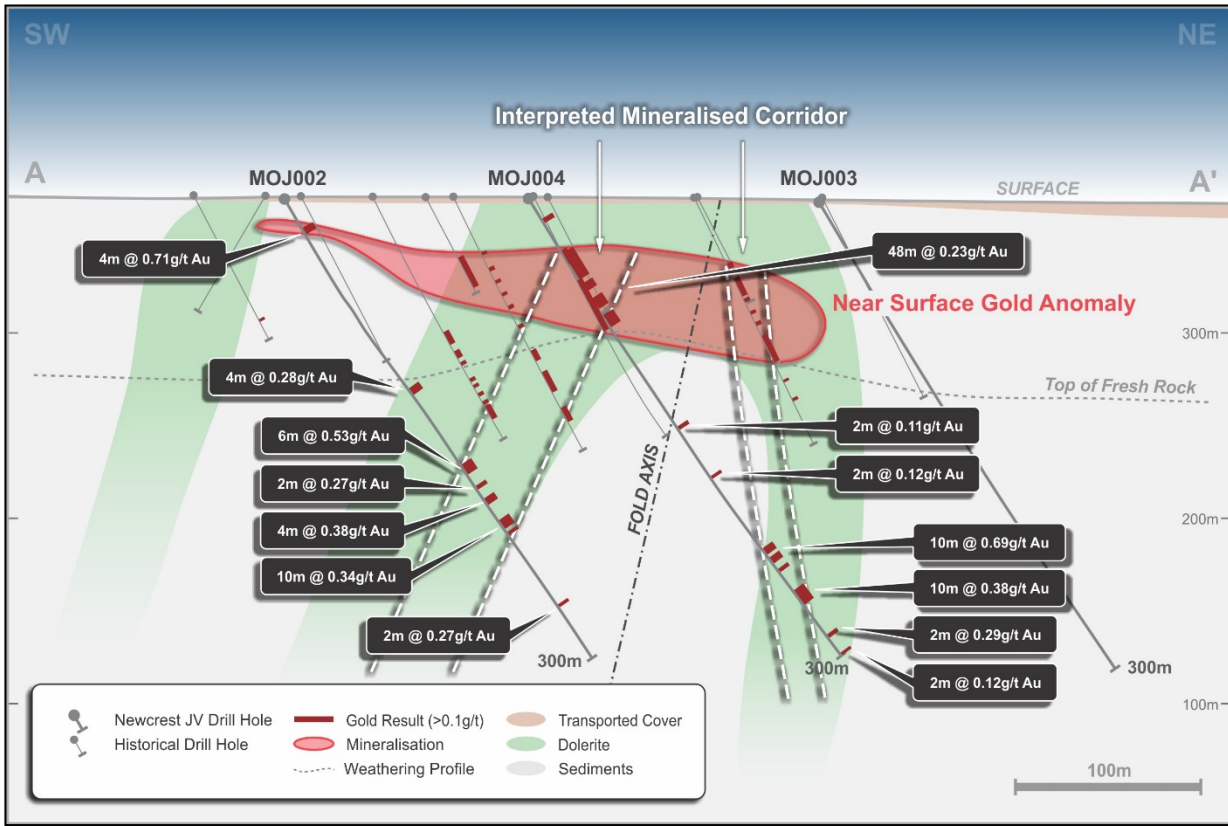 SW
NE
Interpreted Mineralised Corridor
A
MOJ002
MOJ004
MOJ003
SURFACE
A'
4m @ 0.71g/t Au
48m @ 0.23g/t Au
Near Surface Gold Anomaly
300m
4m @ 0.28g/t Au
Top of Fresh Rock
6m @ 0.53g/t Au
2m @ 0.11g/t Au
2m @ 0.27g/t Au
2m @ 0.12g/t Au
FOLD AXIS
200m
4m @ 0.38g/t Au
10m @ 0.69g/t Au
10m @ 0.34g/t Au
10m @ 0.38g/t Au
2m @ 0.27g/t Au
2m @ 0.29g/t Au
300m
300m
300m
2m @ 0.12g/t Au
100m
Newcrest JV Drill Hole
Gold Result (>0.1g/t)
Transported Cover
Historical Drill Hole
Mineralisation
Dolerite
Weathering Profile
Sediments
100m